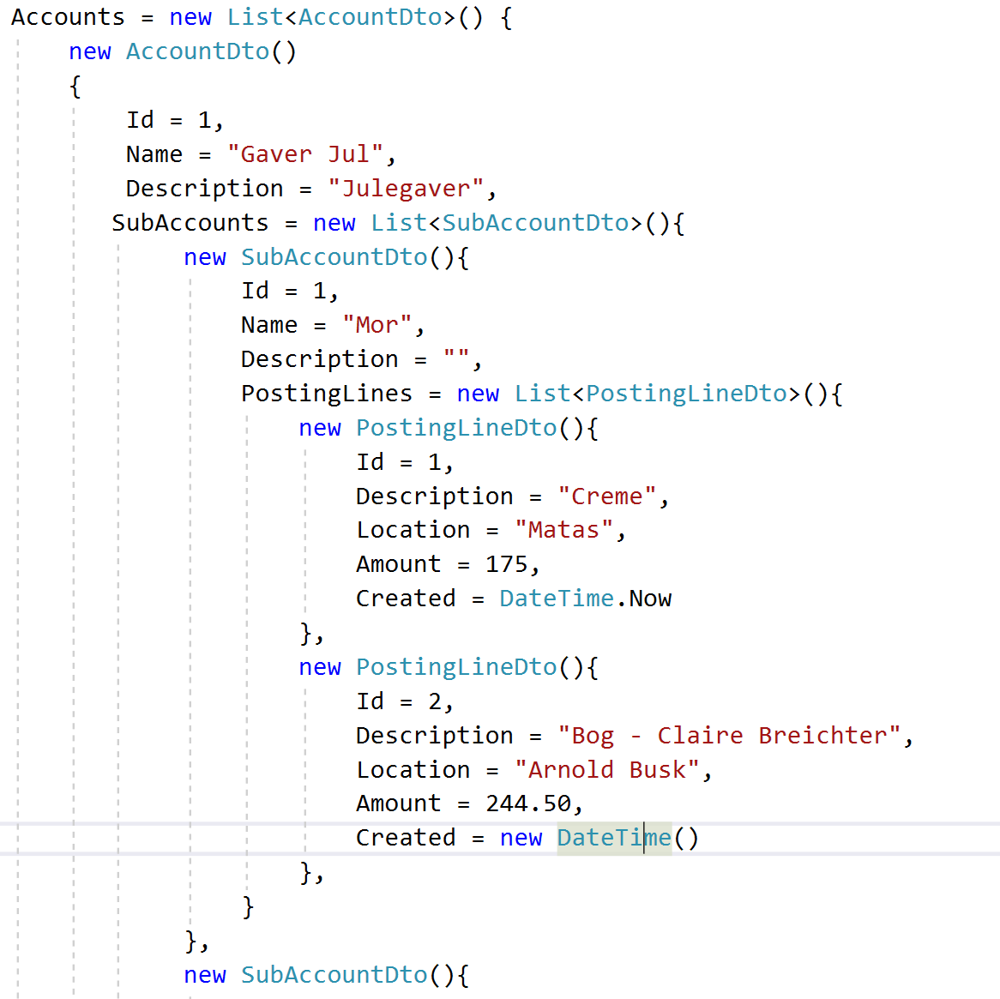 Accounts = new List<AccountDto>() {
new AccountDto()
{
Id = 1,
Name = "Gaver Jul",
Description = "Julegaver",
SubAccounts = new List<SubAccountDto>(){
new SubAccountDto(){
Id = 1,
Name = "Mor",
Description = "",
PostingLines = new List<PostingLineDto>(){
new PostingLineDto(){
Id = 1,
Description = "Creme",
Location = "Matas",
Amount = 175,
Created = DateTime.Now
},
new PostingLineDto(){
Id = 2,
Description = "Bog - Claire Breichter",
Location = "Arnold Busk",
Amount = 244.50,
Created = new DateTime()
},
}
},
new SubAccountDto(){